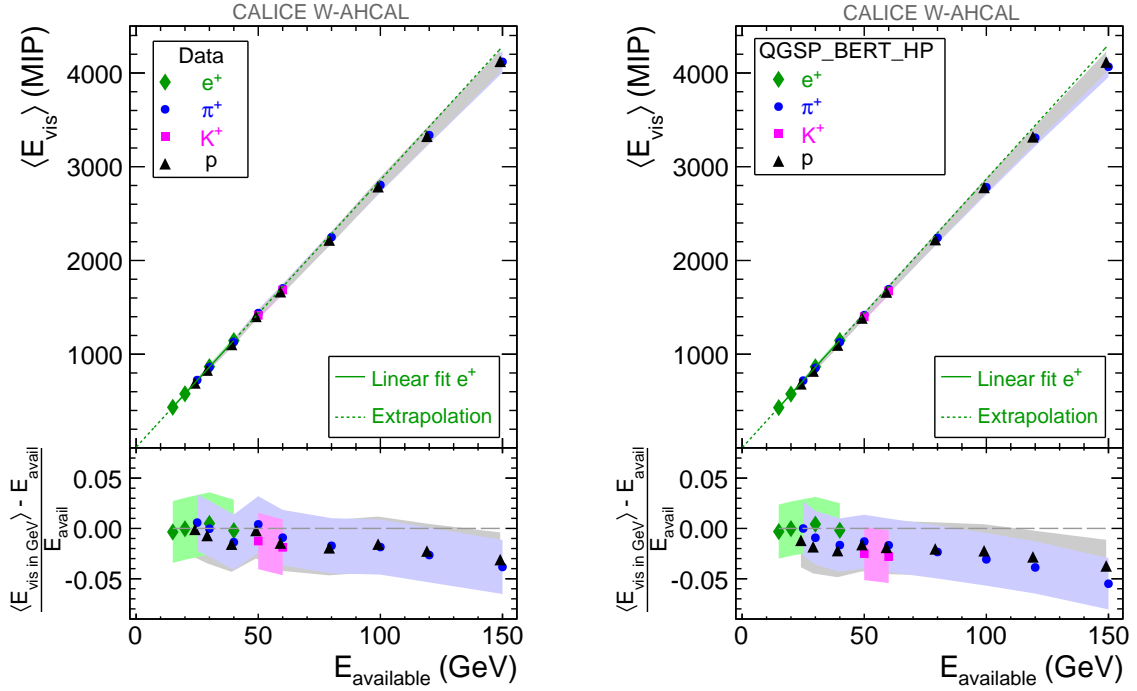 CALICE W-AHCAL
⟨E_vis⟩ (MIP)
4000
3000
2000
1000
Data
e⁺
π⁺
K⁺
p
Linear fit e⁺
Extrapolation
⟨E_vis in GeV⟩ - E_avail
E_avail
0.05
0.00
-0.05
0
50
100
150
E_available (GeV)
CALICE W-AHCAL
⟨E_vis⟩ (MIP)
4000
3000
2000
1000
QGSP_BERT_HP
e⁺
π⁺
K⁺
p
Linear fit e⁺
Extrapolation
⟨E_vis in GeV⟩ - E_avail
E_avail
0.05
0.00
-0.05
0
50
100
150
E_available (GeV)